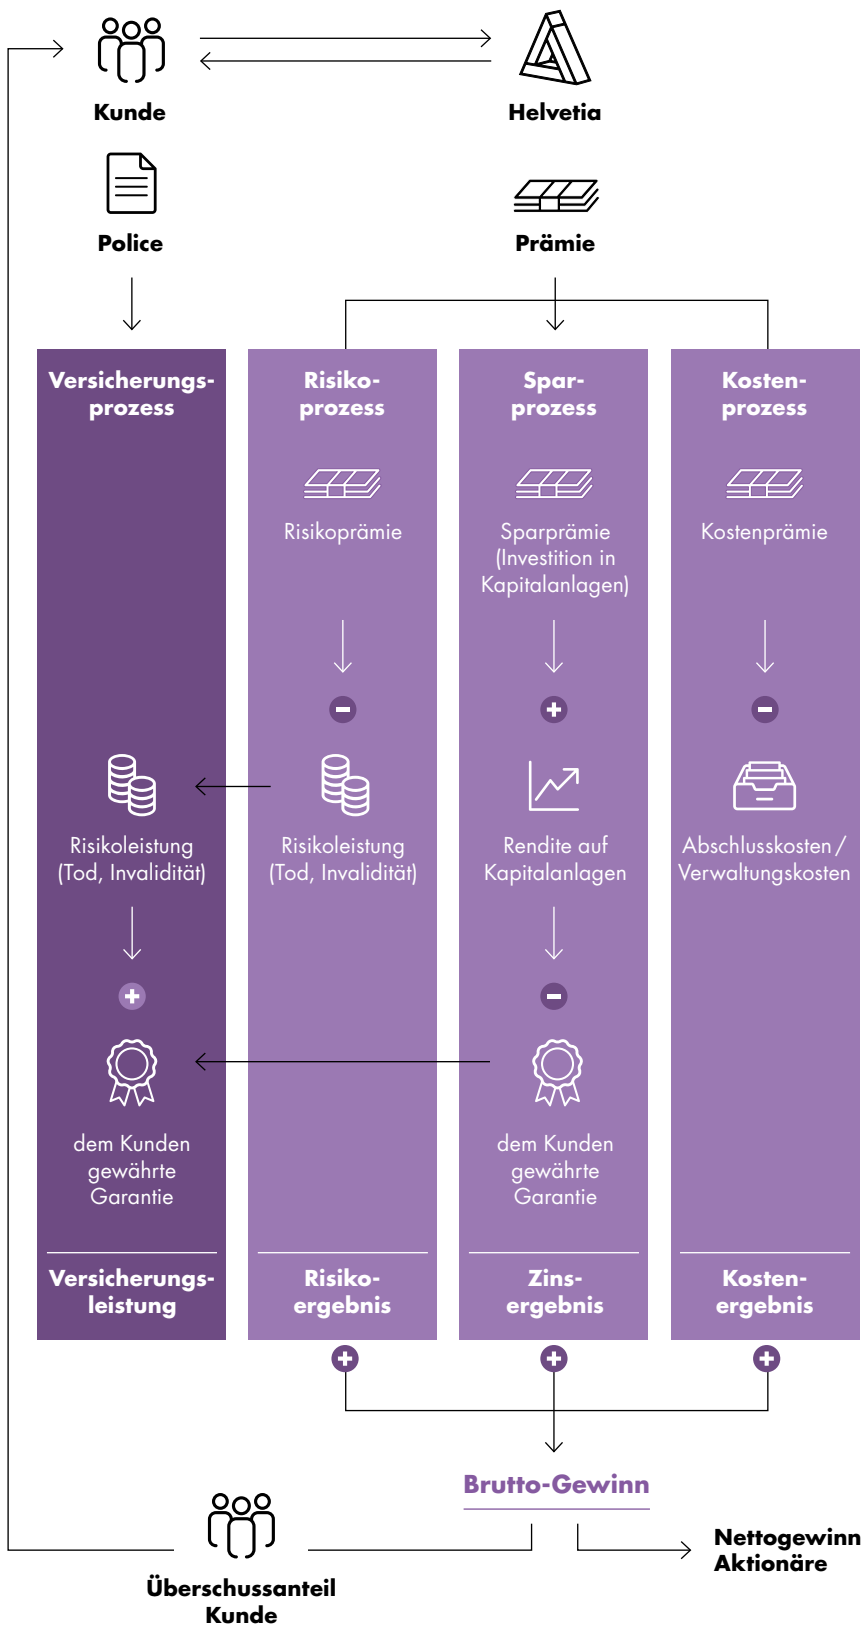 Kunde
Helvetia
Police
Prämie
Versicherungs-
prozess
Risiko-
prozess
Spar-
prozess
Kosten-
prozess
Risikoprämie
Sparprämie
(Investition in
Kapitalanlagen)
Kostenprämie
Risikoleistung
(Tod, Invalidität)
Risikoleistung
(Tod, Invalidität)
Rendite auf
Kapitalanlagen
Abschlusskosten /
Verwaltungskosten
dem Kunden
gewährte
Garantie
dem Kunden
gewährte
Garantie
Versicherungs-
leistung
Risiko-
ergebnis
Zins-
ergebnis
Kosten-
ergebnis
Brutto-Gewinn
Nettogewinn
Aktionäre
Überschussanteil
Kunde